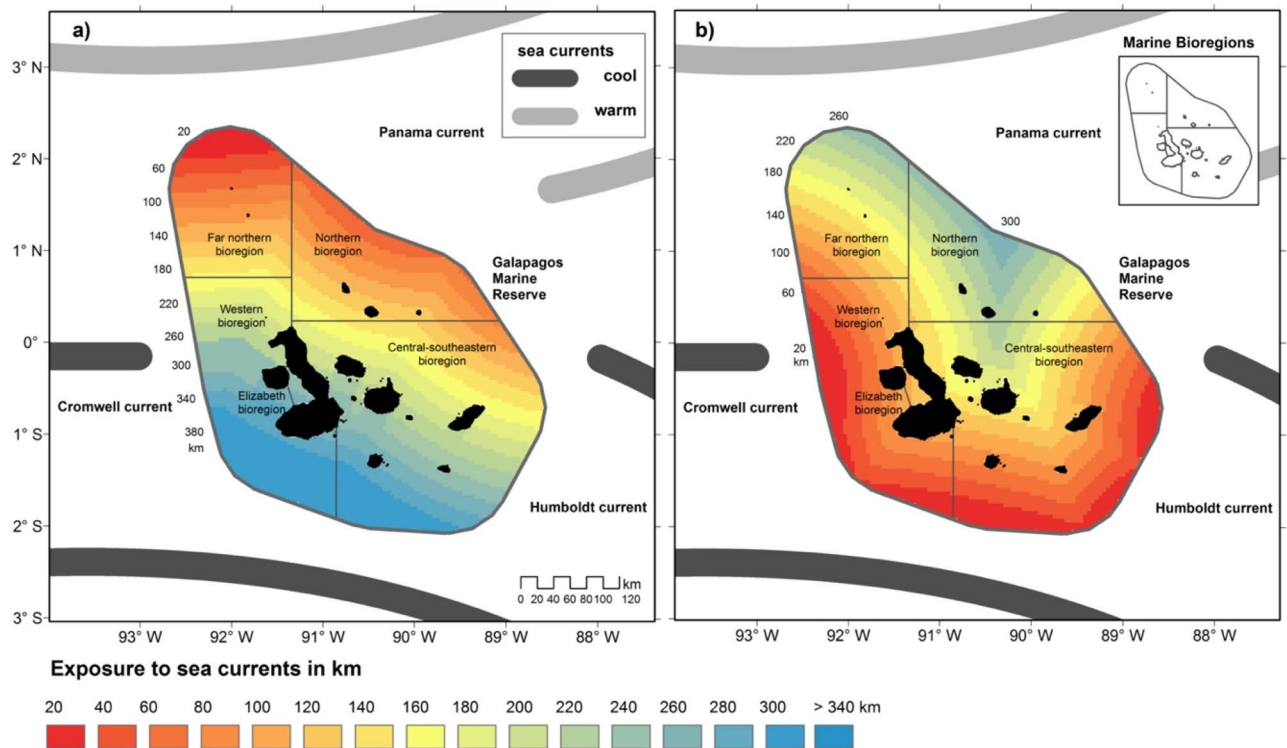 a)
sea currents
cool
warm
Panama current
3° N
2° N
1° N
0°
1° S
2° S
3° S
20
60
100
140
180
220
260
300
340
380
km
Far northern
bioregion
Northern
bioregion
Western
bioregion
Central-southeastern
bioregion
Elizabeth
bioregion
Galapagos
Marine
Reserve
Cromwell current
Humboldt current
km
0 20 40 60 80 100 120
93° W 92° W 91° W 90° W 89° W 88° W
b)
Marine Bioregions
Panama current
260
220
180
140
100
60
20
km
300
Far northern
bioregion
Northern
bioregion
Western
bioregion
Central-southeastern
bioregion
Elizabeth
bioregion
Galapagos
Marine
Reserve
Cromwell current
Humboldt current
93° W 92° W 91° W 90° W 89° W 88° W
Exposure to sea currents in km
20 40 60 80 100 120 140 160 180 200 220 240 260 280 300 > 340 km